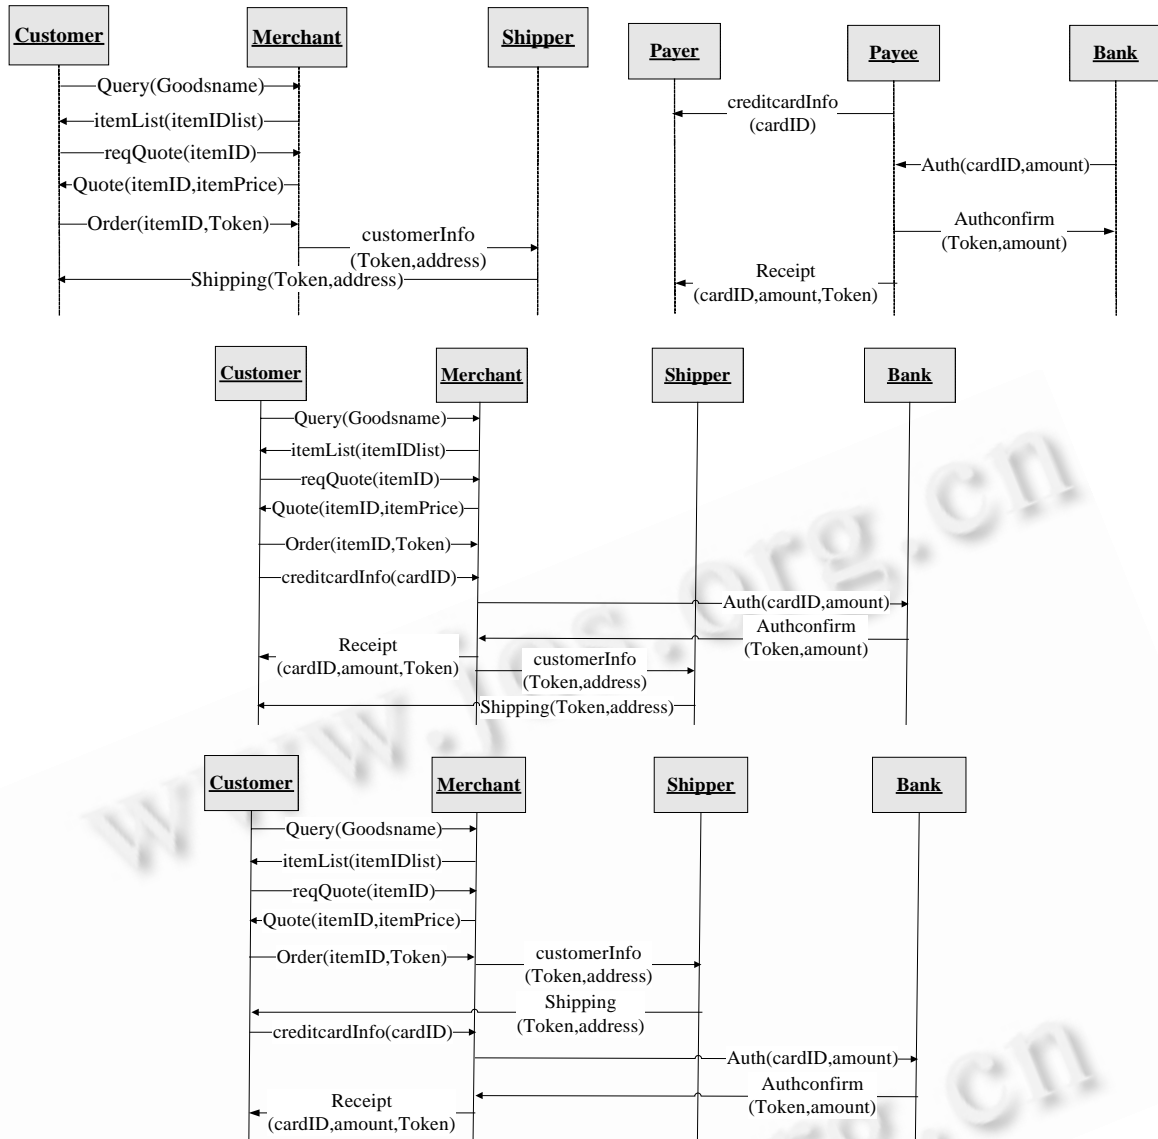 Customer
Merchant
Shipper
Query(Goodsname)
itemList(itemIDlist)
reqQuote(itemID)
Quote(itemID,itemPrice)
Order(itemID,Token)
customerInfo
(Token,address)
Shipping(Token,address)
Payer
Payee
Bank
creditcardInfo
(cardID)
Auth(cardID,amount)
Authconfirm
(Token,amount)
Receipt
(cardID,amount,Token)
Customer
Merchant
Shipper
Bank
Query(Goodsname)
itemList(itemIDlist)
reqQuote(itemID)
Quote(itemID,itemPrice)
Order(itemID,Token)
creditcardInfo(cardID)
Auth(cardID,amount)
Authconfirm
(Token,amount)
Receipt
(cardID,amount,Token)
customerInfo
(Token,address)
Shipping(Token,address)
Customer
Merchant
Shipper
Bank
Query(Goodsname)
itemList(itemIDlist)
reqQuote(itemID)
Quote(itemID,itemPrice)
Order(itemID,Token)
customerInfo
(Token,address)
Shipping
(Token,address)
creditcardInfo(cardID)
Auth(cardID,amount)
Authconfirm
(Token,amount)
Receipt
(cardID,amount,Token)
www.jos.org.cn